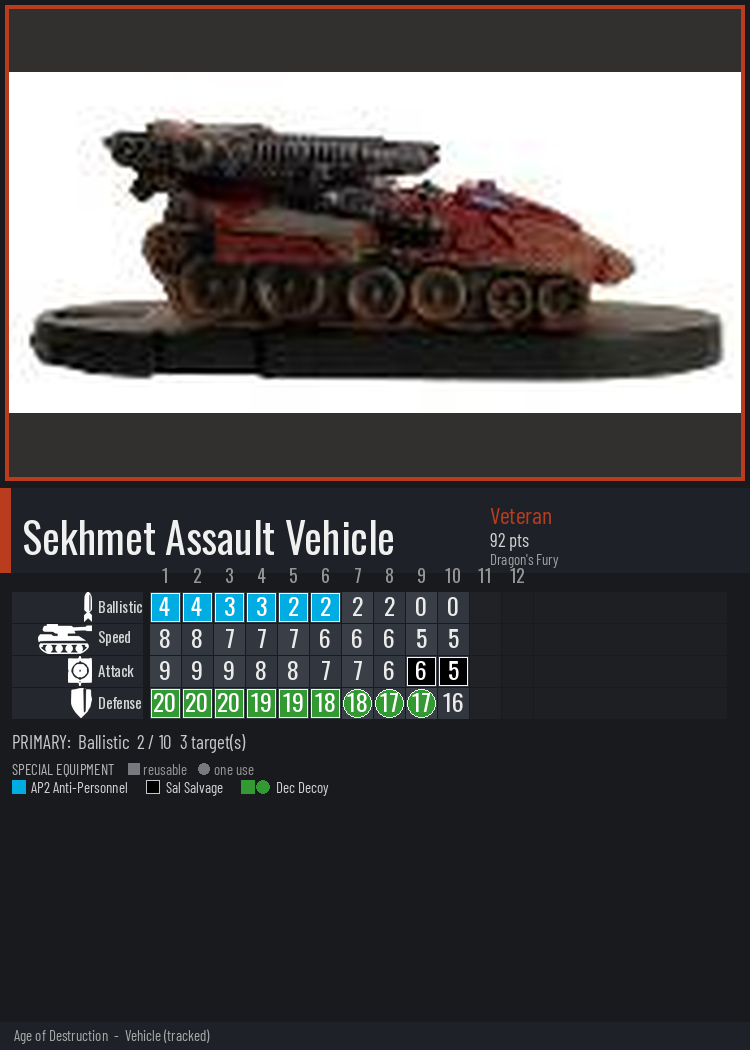 Sekhmet Assault Vehicle
Veteran
92 pts
Dragon's Fury
1 2 3 4 5 6 7 8 9 10 11 12
Ballistic 4 4 3 3 2 2 2 2 0 0
Speed 8 8 7 7 7 6 6 6 5 5
Attack 9 9 9 8 8 7 7 6 6 5
Defense 20 20 20 19 19 18 18 17 17 16
PRIMARY: Ballistic 2 / 10 3 target(s)
SPECIAL EQUIPMENT reusable one use
AP2 Anti-Personnel Sal Salvage Dec Decoy
Age of Destruction - Vehicle (tracked)